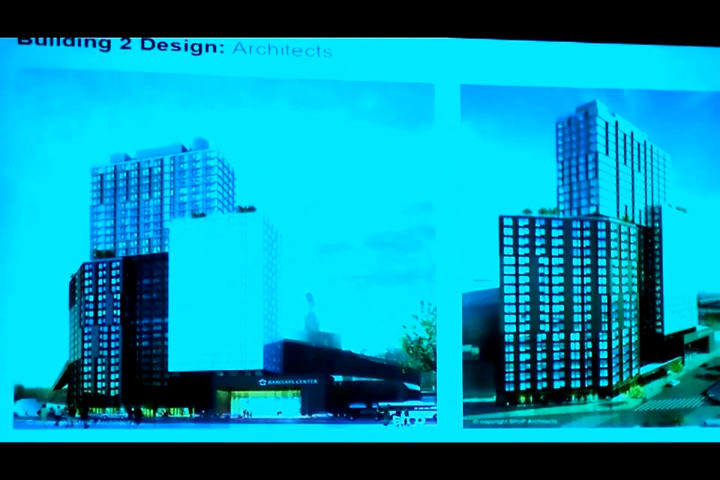 Building 2 Design: Architects
BARCLAYS CENTER
© copyright SHoP Architects